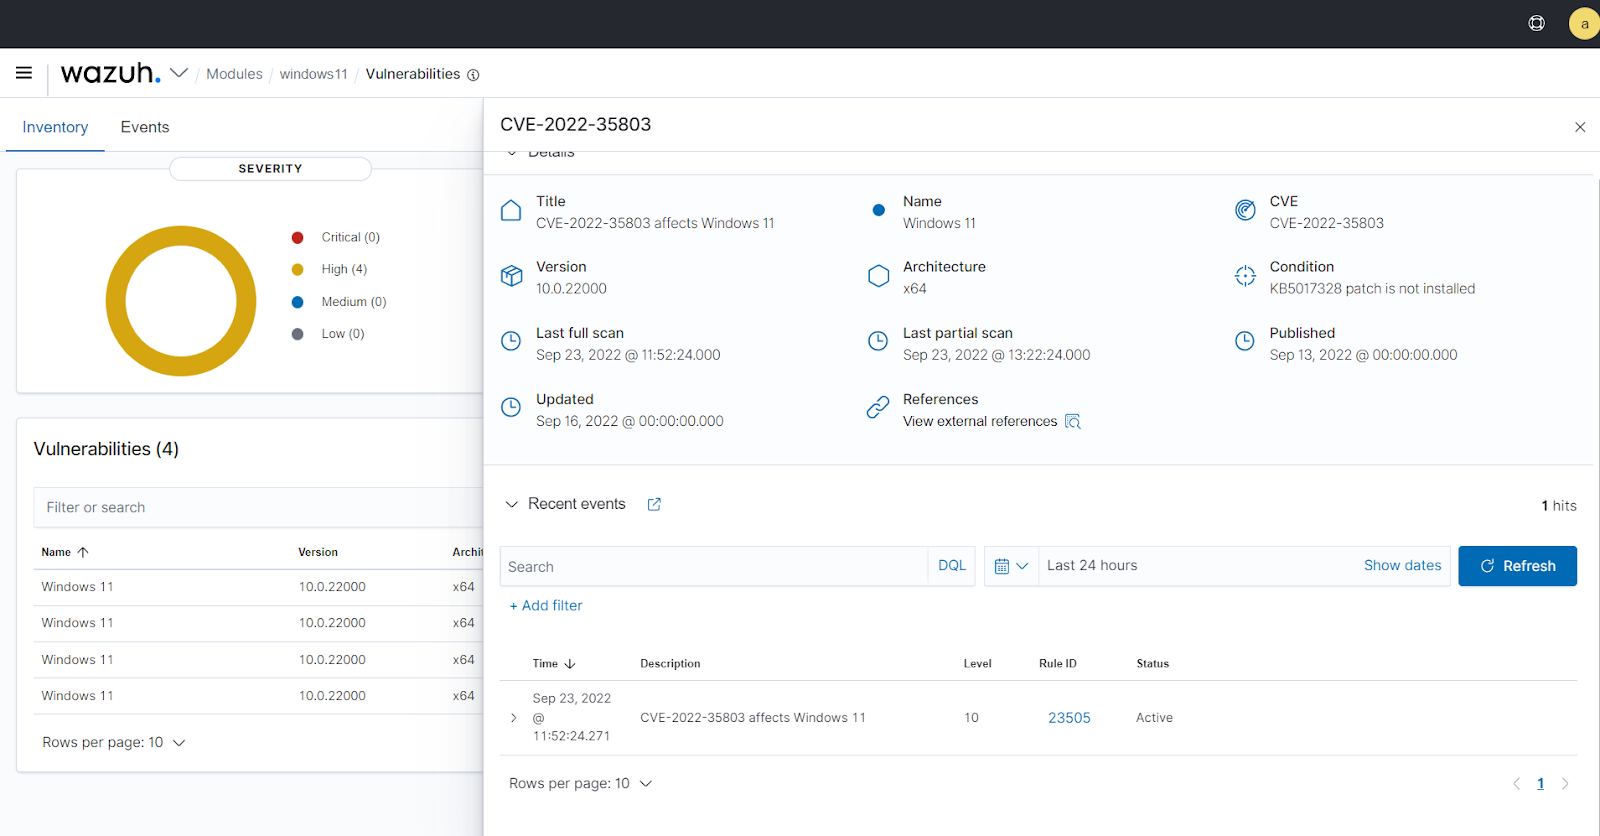 a
wazuh. / Modules / windows11 / Vulnerabilities
Inventory Events
SEVERITY
Critical (0)
High (4)
Medium (0)
Low (0)
Vulnerabilities (4)
Filter or search
Name Version Archit
Windows 11 10.0.22000 x64
Windows 11 10.0.22000 x64
Windows 11 10.0.22000 x64
Windows 11 10.0.22000 x64
Rows per page: 10
CVE-2022-35803
Details
Title Name CVE
CVE-2022-35803 affects Windows 11 Windows 11 CVE-2022-35803
Version Architecture Condition
10.0.22000 x64 KB5017328 patch is not installed
Last full scan Last partial scan Published
Sep 23, 2022 @ 11:52:24.000 Sep 23, 2022 @ 13:22:24.000 Sep 13, 2022 @ 00:00:00.000
Updated References
Sep 16, 2022 @ 00:00:00.000 View external references
Recent events 1 hits
Search DQL Last 24 hours Show dates Refresh
+ Add filter
Time Description Level Rule ID Status
Sep 23, 2022
@ CVE-2022-35803 affects Windows 11 10 23505 Active
11:52:24.271
Rows per page: 10 1